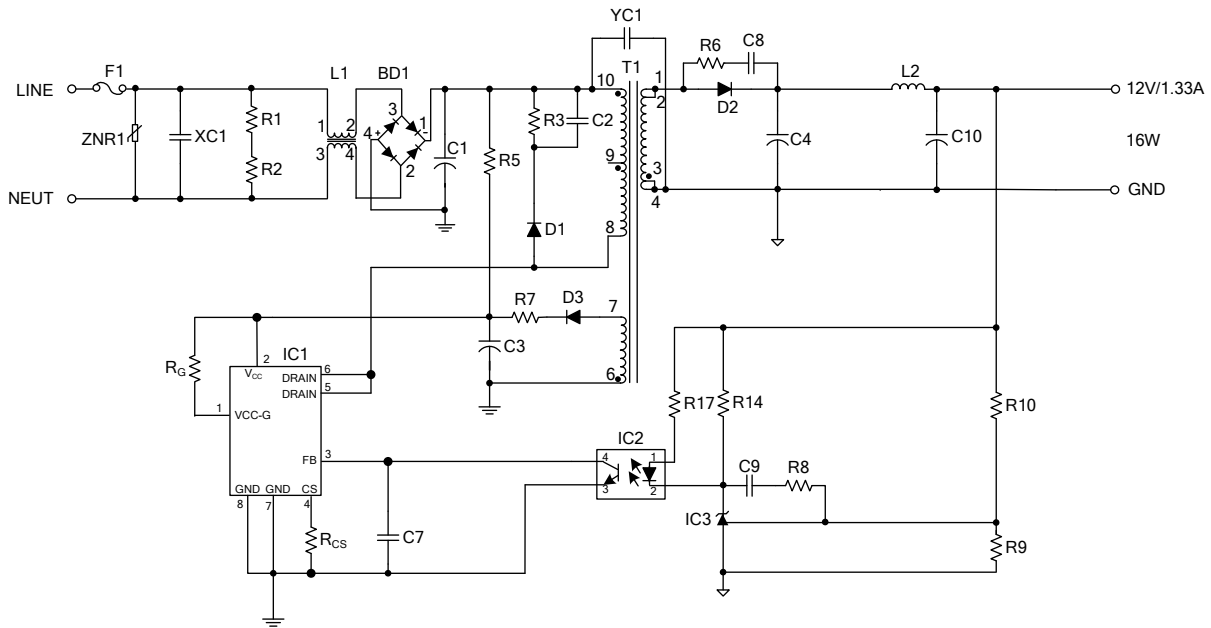 YC1
R6 C8
F1 L1 BD1 10 T1 1 L2
LINE 12V/1.33A
3 2 D2
ZNR1 XC1 R1 1 2 4 + 1 - C1 R3 C2 C4 C10 16W
R2 3 4 2 R5 9 3
NEUT 4 GND
8 D1
R7 D3 7
C3
IC1
RG 2 6
VCC 6 DRAIN
5 DRAIN
1 VCC-G R17 R14 R10
IC2
FB 3 4 1 C9 R8
3 2
GND GND CS IC3
8 7 4
RCS C7 R9